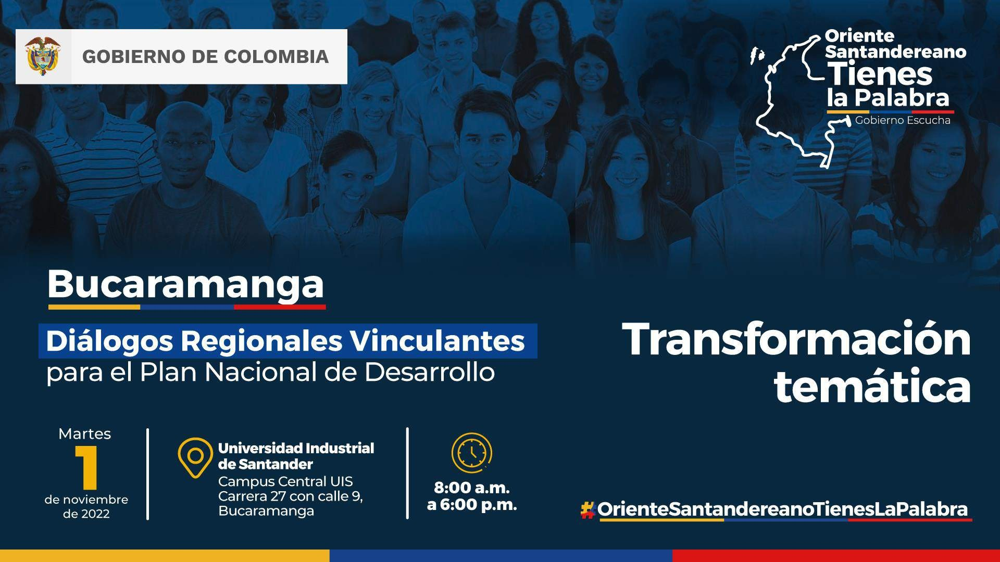 GOBIERNO DE COLOMBIA
Oriente
Santandereano
Tienes
la Palabra
Gobierno Escucha
Bucaramanga
Diálogos Regionales Vinculantes
para el Plan Nacional de Desarrollo
Transformación
temática
Martes
1
de noviembre
de 2022
Universidad Industrial
de Santander
Campus Central UIS
Carrera 27 con calle 9,
Bucaramanga
8:00 a.m.
a 6:00 p.m.
#OrienteSantandereanoTienesLaPalabra